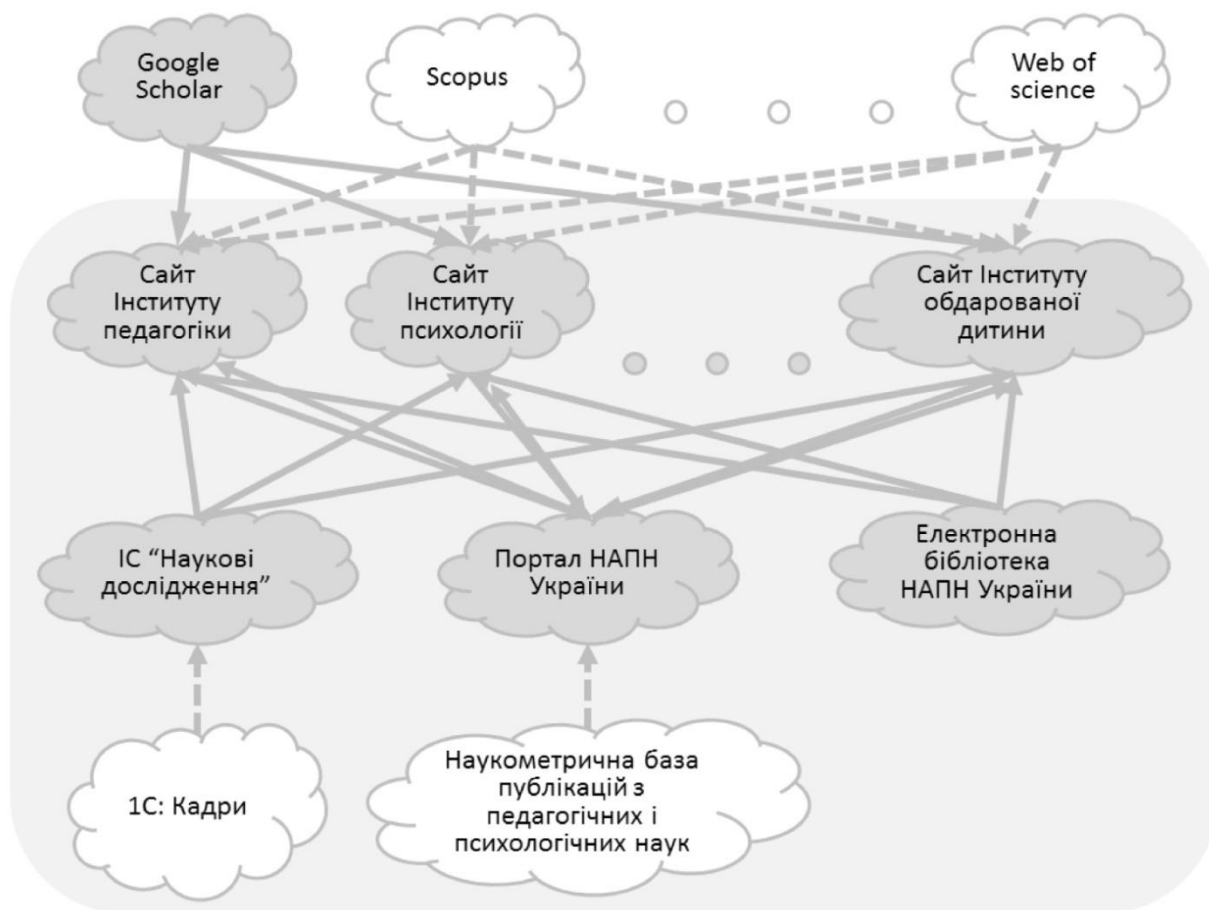 Google
Scholar
Scopus
Web of
science
Сайт
Інституту
педагогіки
Сайт
Інституту
психології
Сайт Інституту
обдарованої
дитини
ІС “Наукові
дослідження”
Портал НАПН
України
Електронна
бібліотека
НАПН України
1С: Кадри
Наукометрична база
публікацій з
педагогічних і
психологічних наук